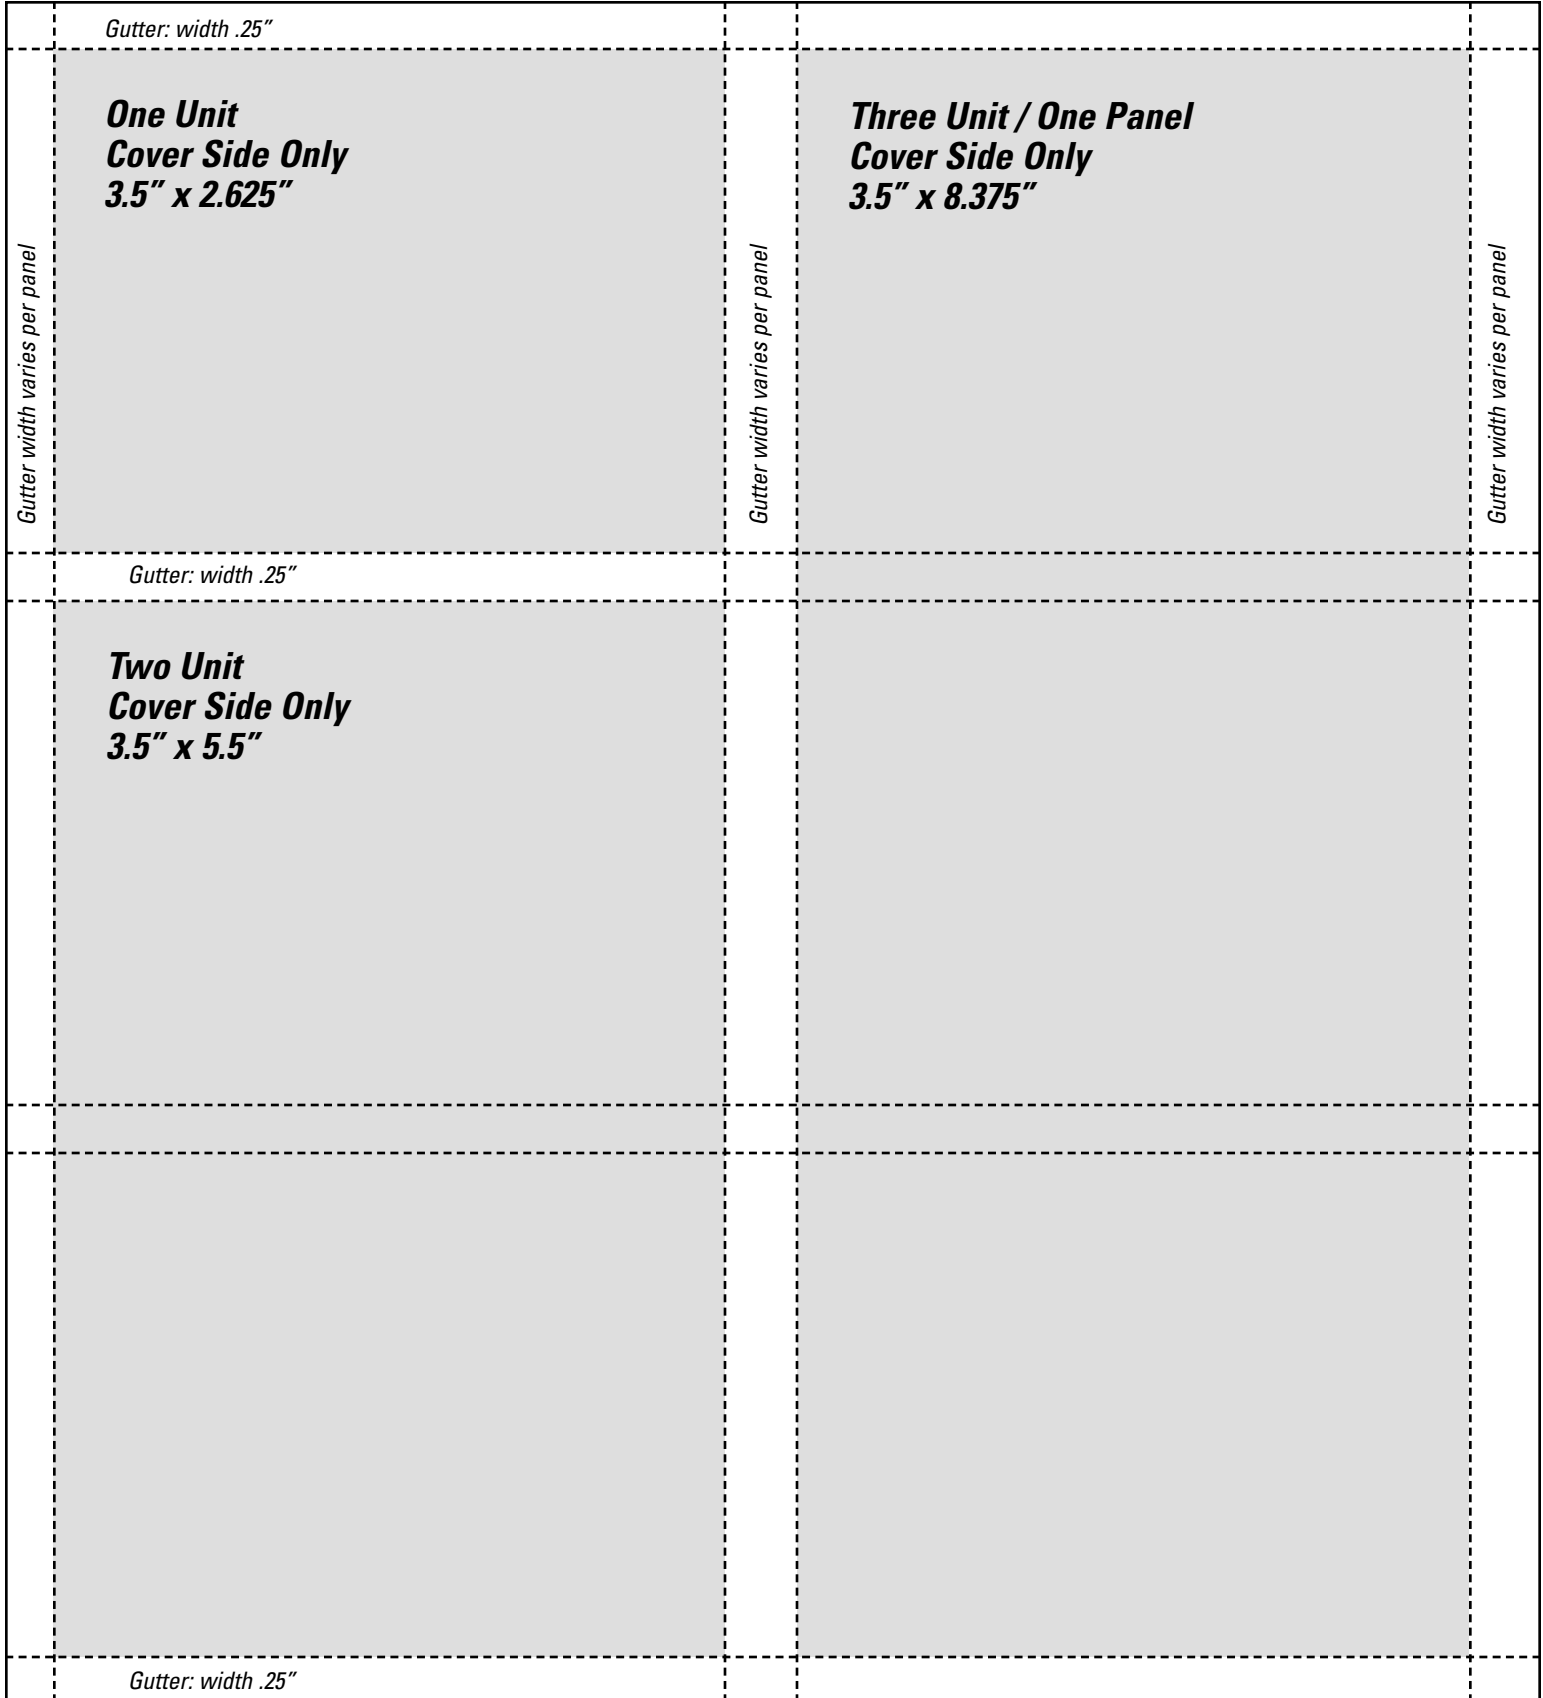 Gutter: width .25”
One Unit
Cover Side Only
3.5” x 2.625”
Three Unit / One Panel
Cover Side Only
3.5” x 8.375”
Gutter width varies per panel
Gutter width varies per panel
Gutter width varies per panel
Gutter: width .25”
Two Unit
Cover Side Only
3.5” x 5.5”
Gutter: width .25”